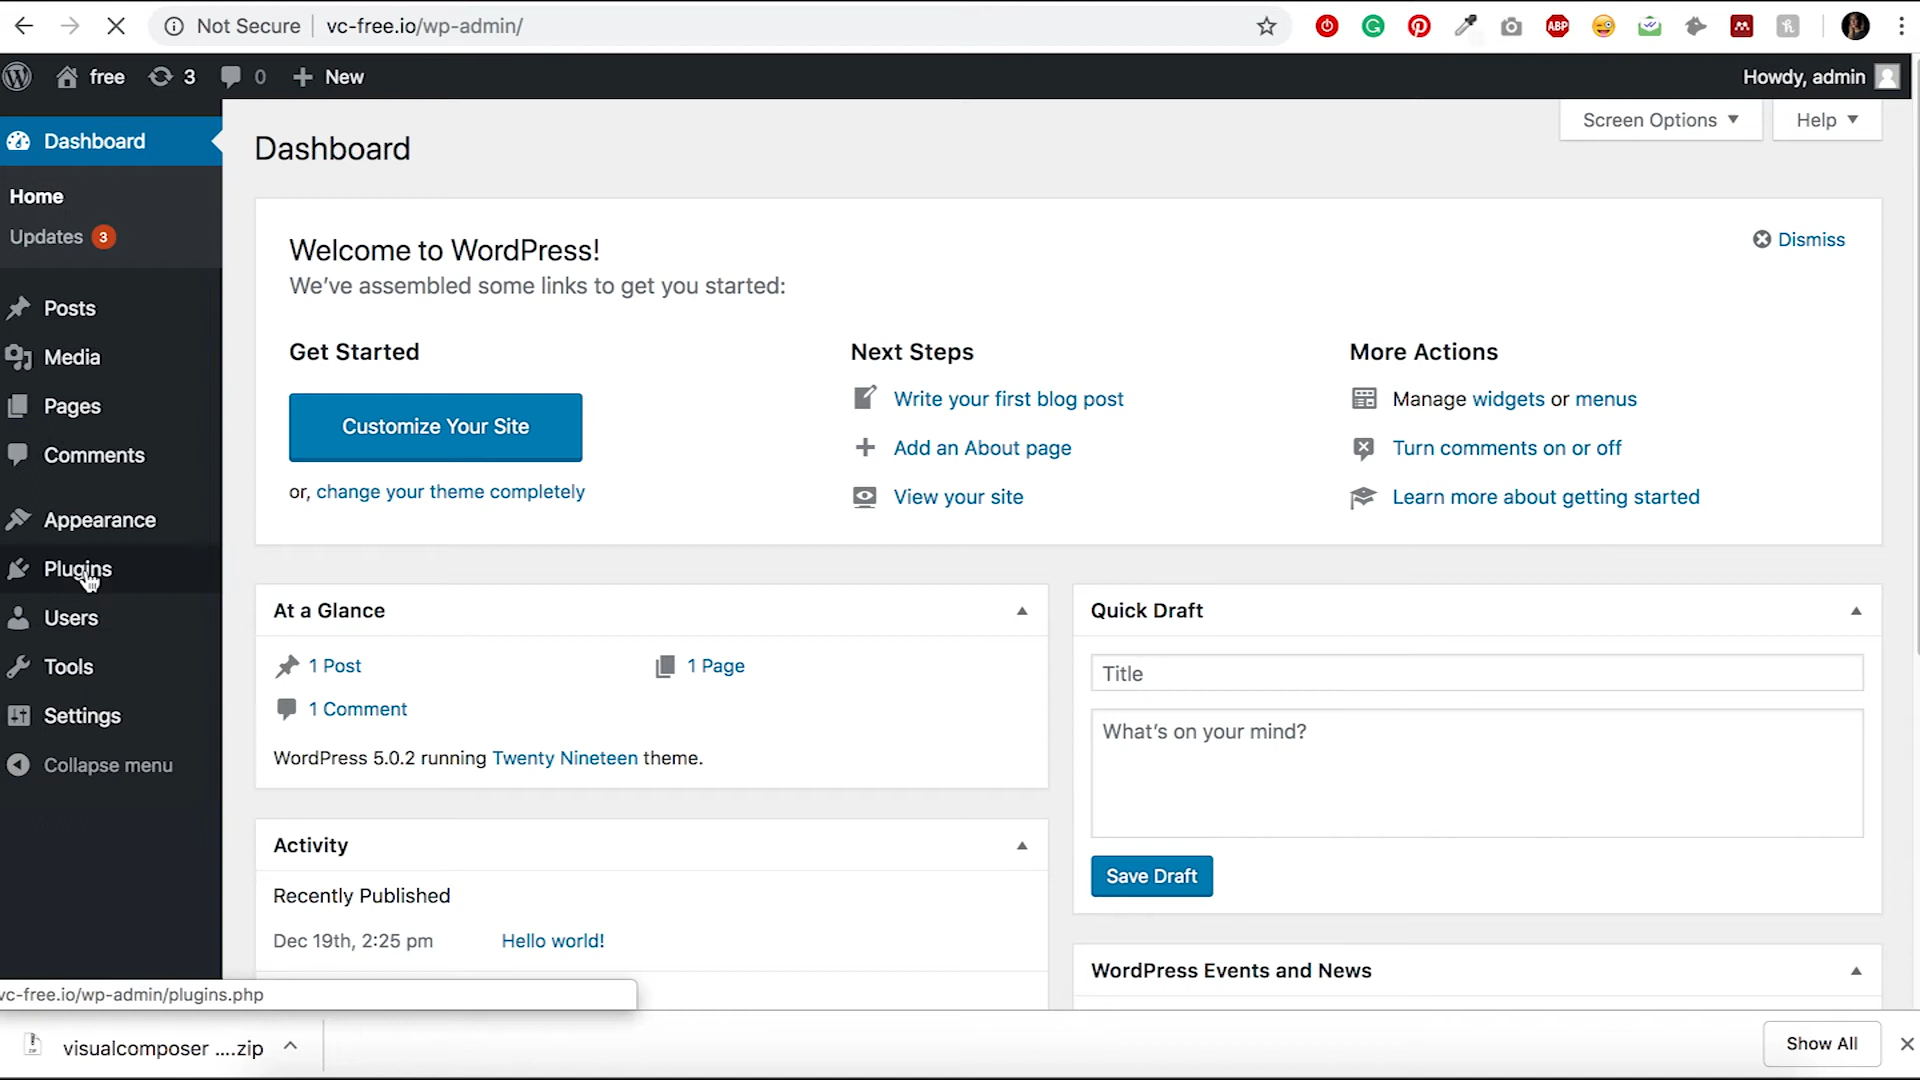 Not Secure
vc-free.io/wp-admin/
ABP
free
3
0
New
Howdy, admin
Dashboard
Home
Updates 3
Posts
Media
Pages
Comments
Appearance
Plugins
Users
Tools
Settings
Collapse menu
Screen Options
Help
Dashboard
Welcome to WordPress!
Dismiss
We've assembled some links to get you started:
Get Started
Customize Your Site
or, change your theme completely
Next Steps
Write your first blog post
Add an About page
View your site
More Actions
Manage widgets or menus
Turn comments on or off
Learn more about getting started
At a Glance
1 Post
1 Page
1 Comment
WordPress 5.0.2 running Twenty Nineteen theme.
Activity
Recently Published
Dec 19th, 2:25 pm
Hello world!
Quick Draft
Title
What's on your mind?
Save Draft
WordPress Events and News
vc-free.io/wp-admin/plugins.php
visualcomposer ....zip
Show All